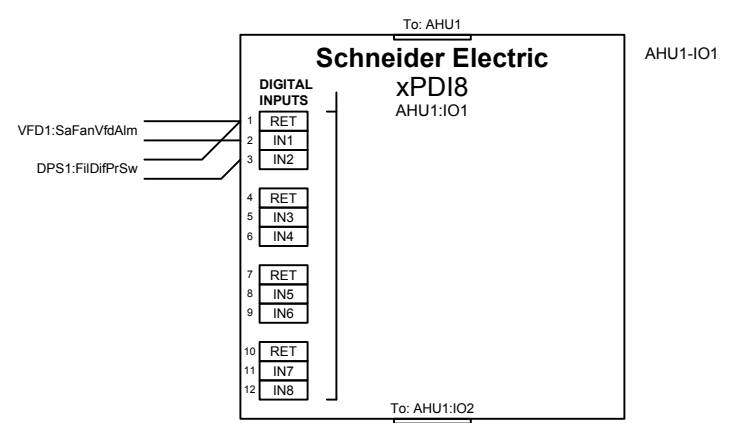 To: AHU1
Schneider Electric
AHU1-IO1
xPDI8
AHU1:IO1
DIGITAL
INPUTS
VFD1:SaFanVfdAlm
DPS1:FilDifPrSw
1 RET
2 IN1
3 IN2
4 RET
5 IN3
6 IN4
7 RET
8 IN5
9 IN6
10 RET
11 IN7
12 IN8
To: AHU1:IO2